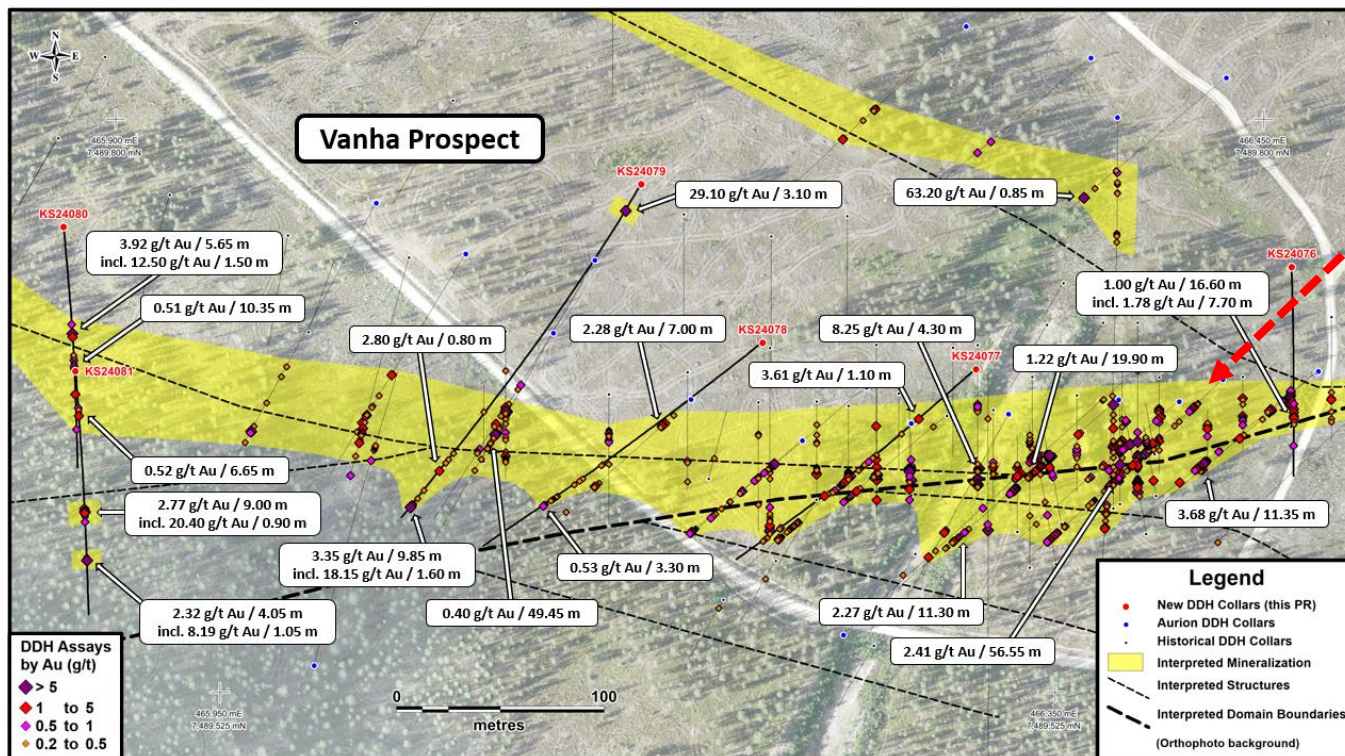 N
W E
S
Vanha Prospect
465,900 mE
7,489,800 mN
466,450 mE
7,489,800 mN
KS24079
29.10 g/t Au / 3.10 m
63.20 g/t Au / 0.85 m
KS24080
3.92 g/t Au / 5.65 m
incl. 12.50 g/t Au / 1.50 m
KS24076
1.00 g/t Au / 16.60 m
incl. 1.78 g/t Au / 7.70 m
0.51 g/t Au / 10.35 m
2.80 g/t Au / 0.80 m
2.28 g/t Au / 7.00 m
KS24078
8.25 g/t Au / 4.30 m
KS24077
1.22 g/t Au / 19.90 m
KS24081
3.61 g/t Au / 1.10 m
0.52 g/t Au / 6.65 m
2.77 g/t Au / 9.00 m
incl. 20.40 g/t Au / 0.90 m
3.68 g/t Au / 11.35 m
3.35 g/t Au / 9.85 m
incl. 18.15 g/t Au / 1.60 m
0.53 g/t Au / 3.30 m
2.32 g/t Au / 4.05 m
incl. 8.19 g/t Au / 1.05 m
0.40 g/t Au / 49.45 m
2.27 g/t Au / 11.30 m
2.41 g/t Au / 56.55 m
DDH Assays
by Au (g/t)
> 5
1 to 5
0.5 to 1
0.2 to 0.5
465,950 mE
7,489,525 mN
0 100
metres
466,350 mE
7,489,525 mN
Legend
New DDH Collars (this PR)
Aurion DDH Collars
Historical DDH Collars
Interpreted Mineralization
Interpreted Structures
Interpreted Domain Boundaries
(Orthophoto background)